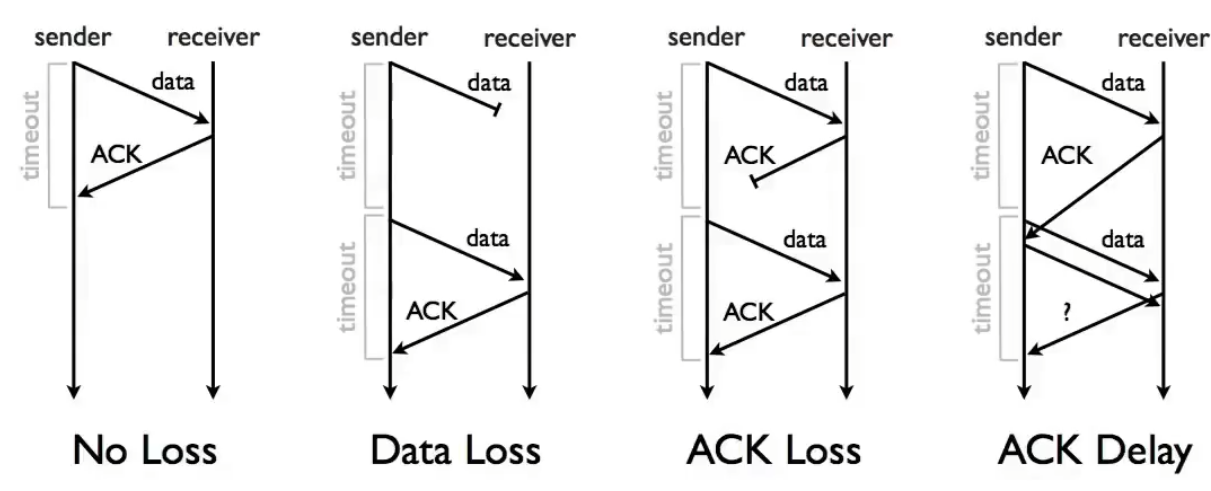 sender receiver
data
timeout
ACK
No Loss
sender receiver
data
timeout
data
timeout
ACK
Data Loss
sender receiver
data
timeout
ACK
data
timeout
ACK
ACK Loss
sender receiver
data
timeout
ACK
data
timeout
?
ACK Delay